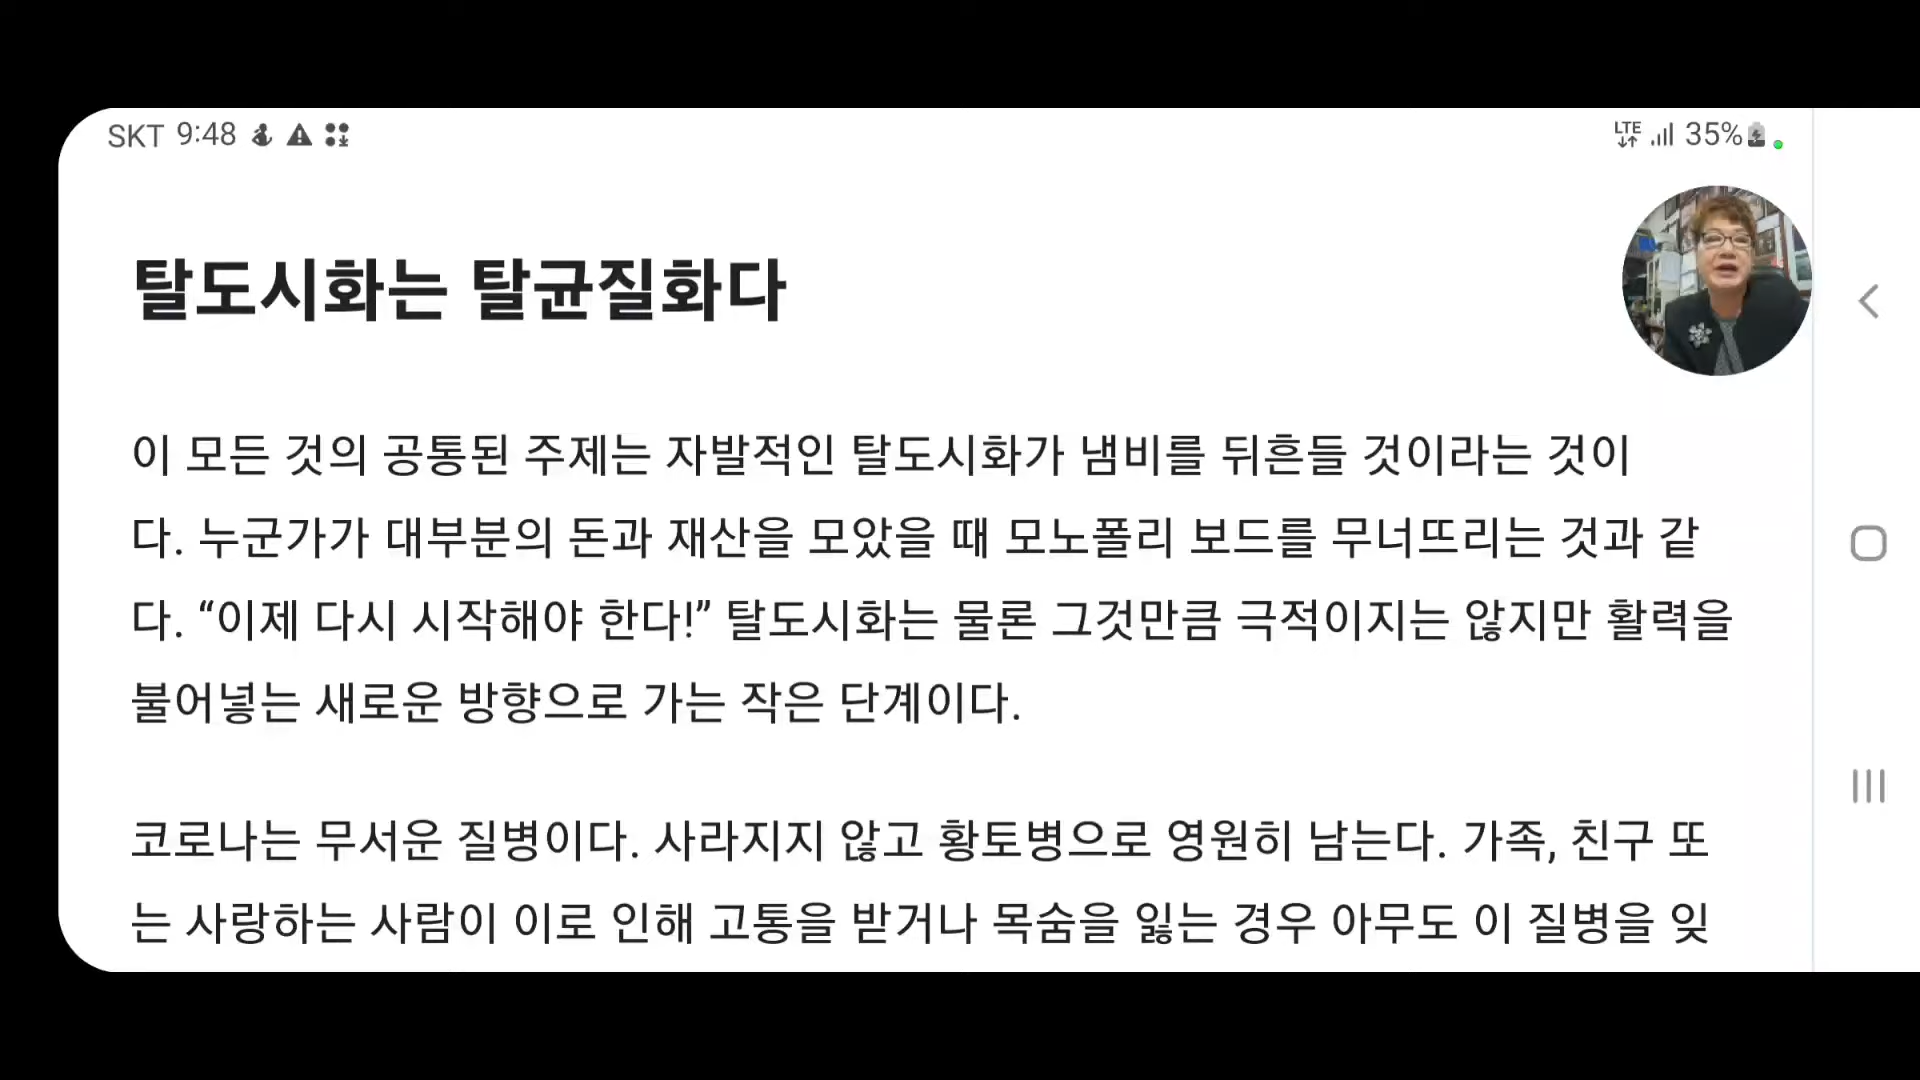 SKT 9:48
LTE 35%
탈도시화는 탈균질화다
이 모든 것의 공통된 주제는 자발적인 탈도시화가 냄비를 뒤흔들 것이라는 것이
다. 누군가가 대부분의 돈과 재산을 모았을 때 모노폴리 보드를 무너뜨리는 것과 같
다. “이제 다시 시작해야 한다!” 탈도시화는 물론 그것만큼 극적이지는 않지만 활력을
불어넣는 새로운 방향으로 가는 작은 단계이다.
코로나는 무서운 질병이다. 사라지지 않고 황토병으로 영원히 남는다. 가족, 친구 또
는 사랑하는 사람이 이로 인해 고통을 받거나 목숨을 잃는 경우 아무도 이 질병을 잊